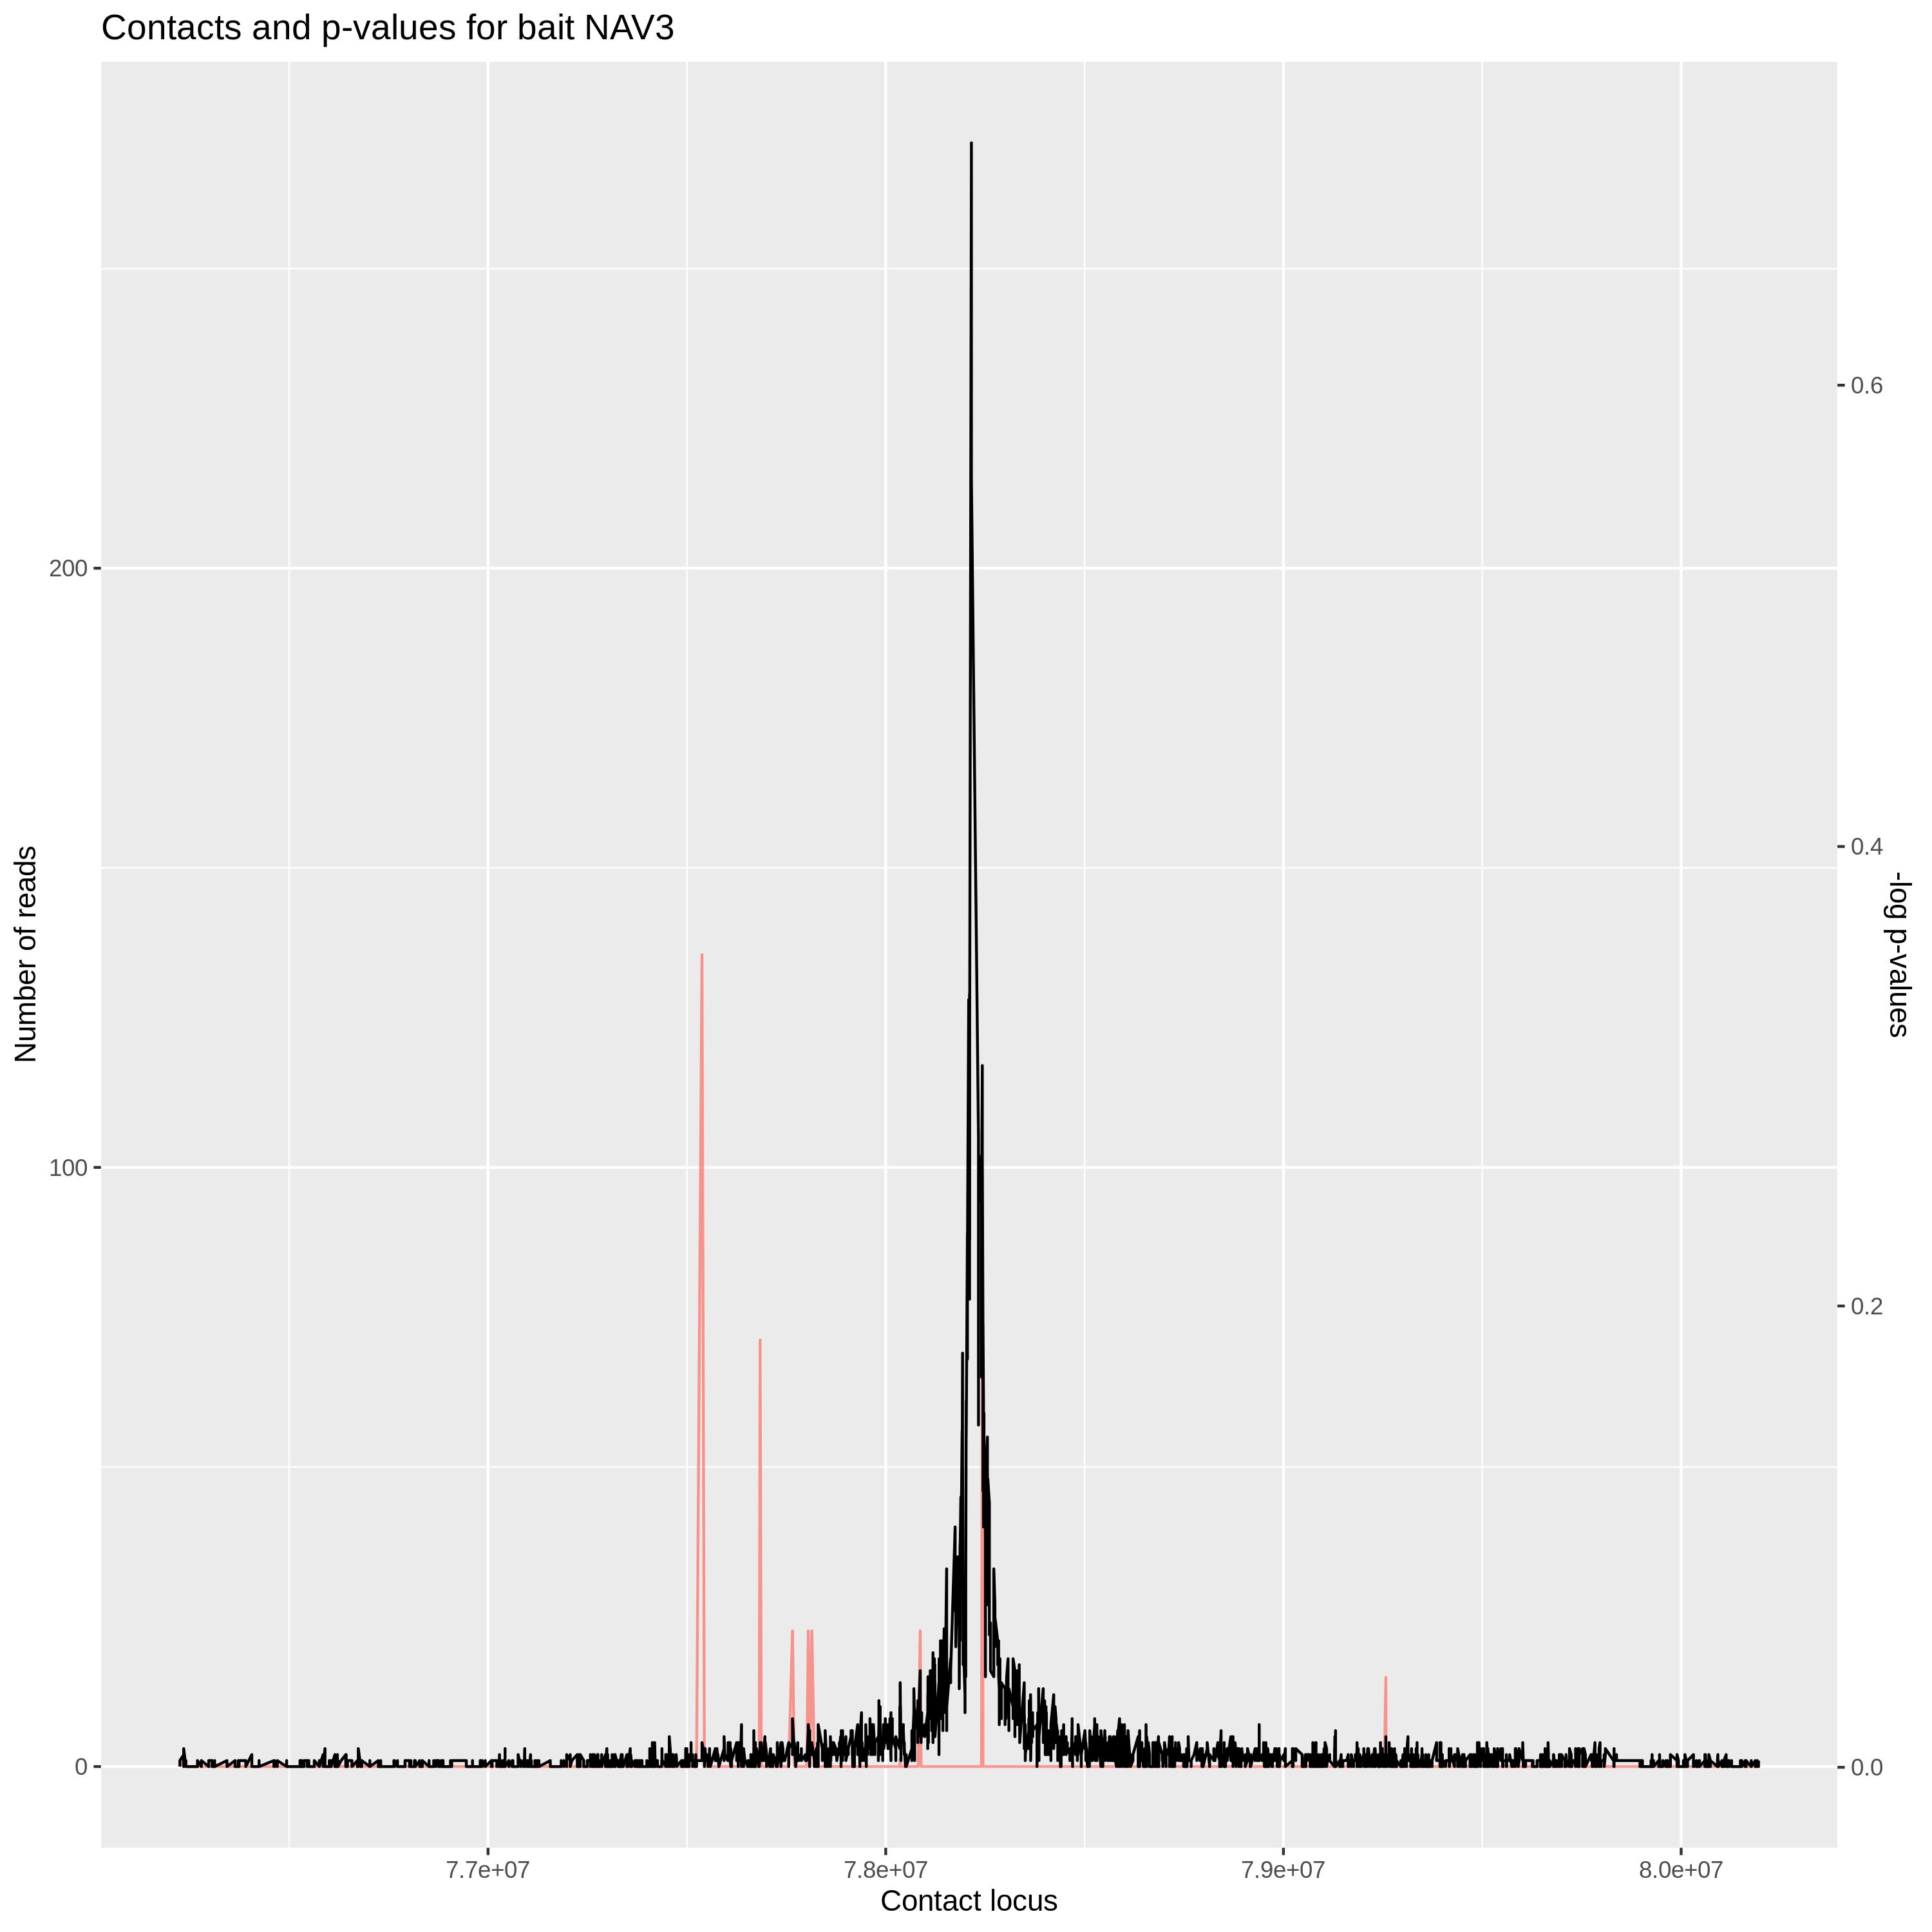 Contacts and p-values for bait NAV3
Number of reads
200
100
0
0.6
0.4
0.2
0.0
-log p-values
7.7e+07
7.8e+07
7.9e+07
8.0e+07
Contact locus